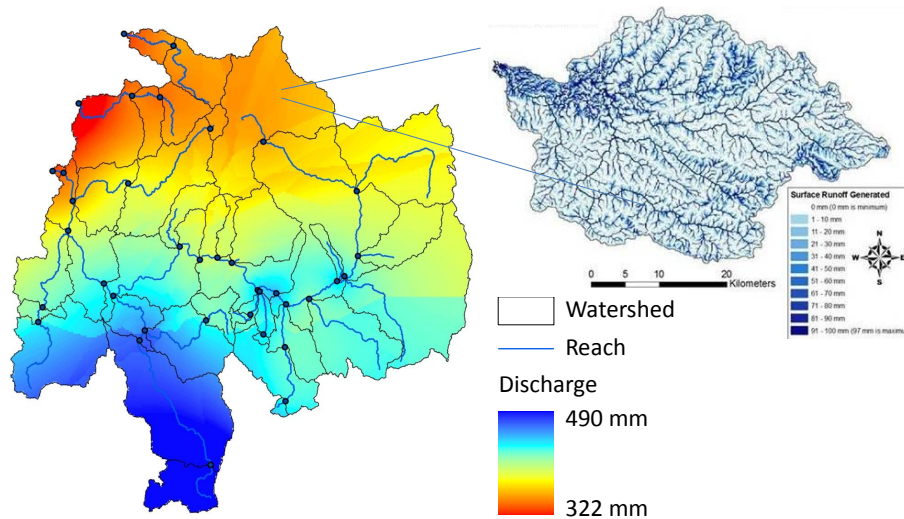 Surface Runoff Generated
0 mm (0 mm is minimum)
1 - 10 mm
11 - 20 mm
21 - 30 mm
31 - 40 mm
41 - 50 mm
51 - 60 mm
61 - 70 mm
71 - 80 mm
81 - 90 mm
91 - 100 mm (97 mm is maximu
N
W E
S
0 5 10 20
Kilometers
Watershed
Reach
Discharge
490 mm
322 mm